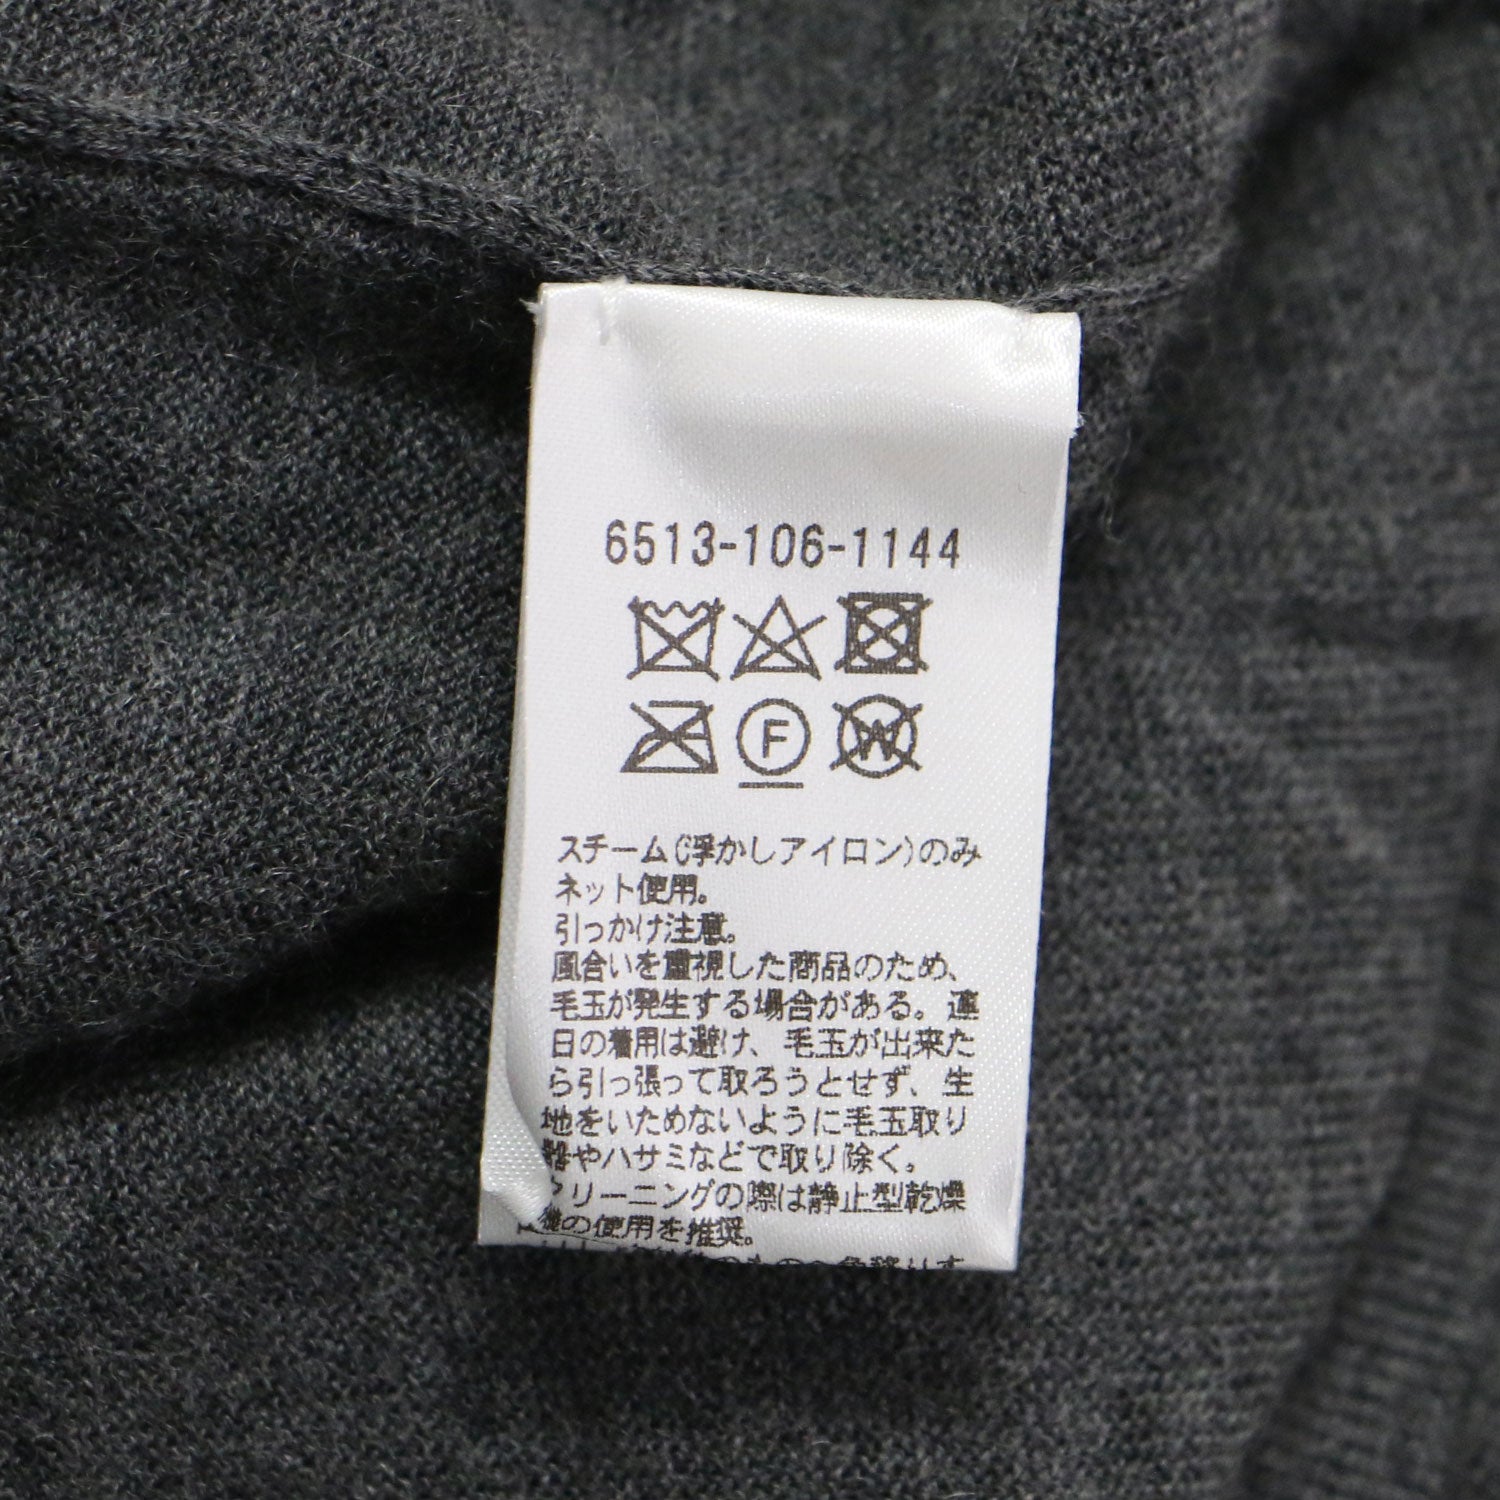 6513-106-1144
F
W
スチーム(浮かしアイロン)のみ
ネット使用。
引っかけ注意。
風合いを重視した商品のため、
毛玉が発生する場合がある。連
日の着用は避け、毛玉が出来た
ら引っ張って取ろうとせず、生
地をいためないように毛玉取り
器やハサミなどで取り除く。
クリーニングの際は静止型乾燥
機の使用を推奨。
色移りす